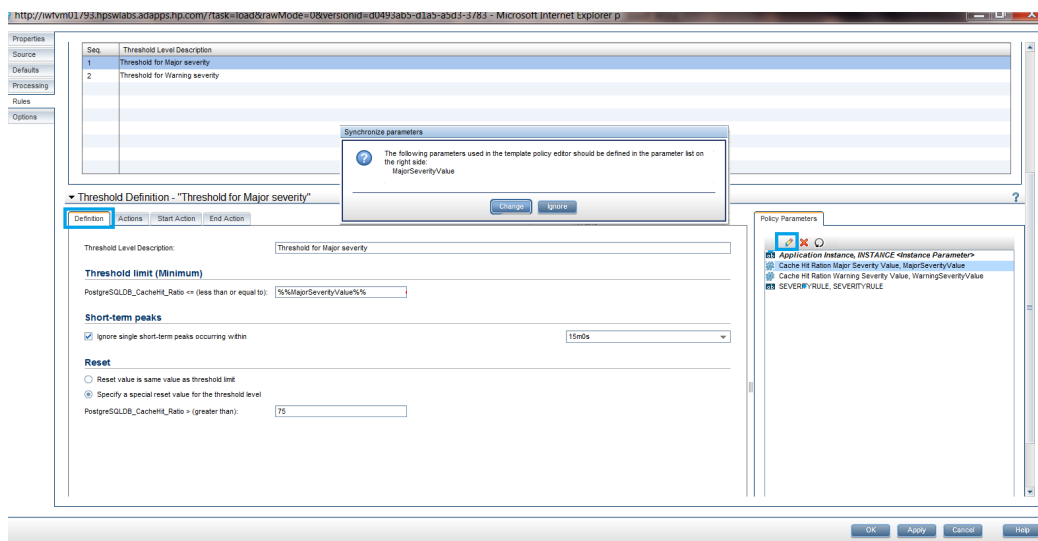 http://iwfvm01793.hpswlabs.adapps.hp.com/?task=load&rawMode=0&versionid=d0493ab5-d1a5-a5d3-3783 - Microsoft Internet Explorer p
Properties
Source
Defaults
Processing
Rules
Options
Seq. Threshold Level Description
1 Threshold for Major severity
2 Threshold for Warning severity
Synchronize parameters
The following parameters used in the template policy editor should be defined in the parameter list on
the right side:
MajorSeverityValue
Change Ignore
Threshold Definition - "Threshold for Major severity"
?
Definition Actions Start Action End Action
Threshold Level Description: Threshold for Major severity
Threshold limit (Minimum)
PostgreSQLDB_CacheHit_Ratio <= (less than or equal to): %%MajorSeverityValue%%
Short-term peaks
Ignore single short-term peaks occurring within 15m0s
Reset
Reset value is same value as threshold limit
Specify a special reset value for the threshold level
PostgreSQLDB_CacheHit_Ratio > (greater than): 75
Policy Parameters
Application Instance, INSTANCE <Instance Parameter>
Cache Hit Ration Major Severity Value, MajorSeverityValue
Cache Hit Ration Warning Severity Value, WarningSeverityValue
SEVERITYRULE, SEVERITYRULE
OK Apply Cancel Help